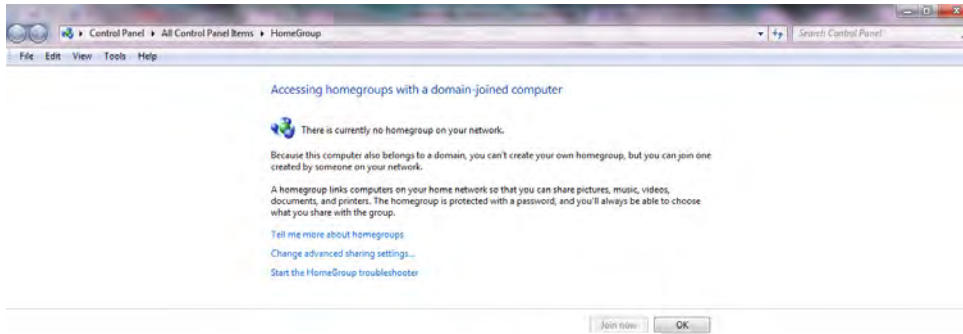 Control Panel All Control Panel Items HomeGroup
Search Control Panel
File Edit View Tools Help
Accessing homegroups with a domain-joined computer
There is currently no homegroup on your network.
Because this computer also belongs to a domain, you can't create your own homegroup, but you can join one
created by someone on your network.
A homegroup links computers on your home network so that you can share pictures, music, videos,
documents, and printers. The homegroup is protected with a password, and you'll always be able to choose
what you share with the group.
Tell me more about homegroups
Change advanced sharing settings...
Start the HomeGroup troubleshooter
Join now OK